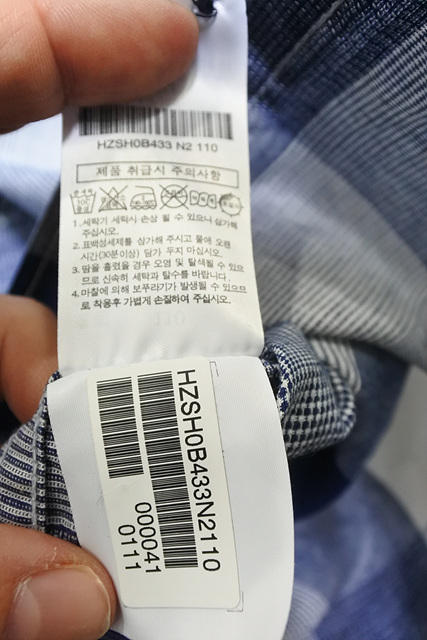 HZSH0B433 N2 110
제품 취급시 주의사항
1. 세탁기 세탁시 손상 될 수 있으니 삼가해
주십시오.
2. 표백성세제를 삼가해 주시고 물에 오랜
시간(30분이상) 담가 두지 마십시오.
3. 땀을 흘렸을 경우 오염 및 탈색될 수 있으
므로 신속히 세탁과 탈수를 바랍니다.
4. 마찰에 의해 보푸라기가 발생될 수 있으므
로 착용후 가볍게 손질하여 주십시오.
HZSH0B433N2110
000041
0111